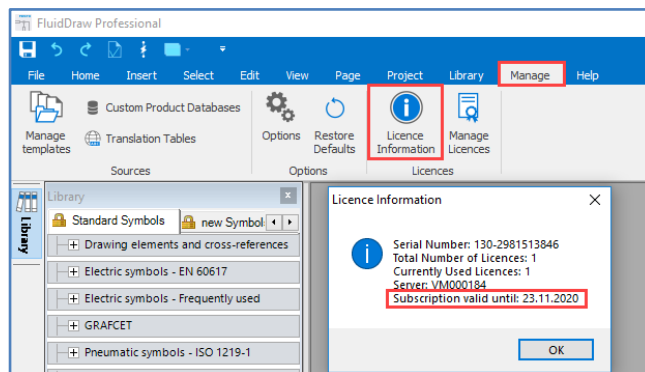 FluidDraw Professional
File Home Insert Select Edit View Page Project Library Manage Help
Manage templates
Custom Product Databases
Translation Tables
Options
Restore Defaults
Licence Information
Manage Licences
Sources
Options
Licences
Library
Library
Standard Symbols
new Symbol
Drawing elements and cross-references
Electric symbols - EN 60617
Electric symbols - Frequently used
GRAFCET
Pneumatic symbols - ISO 1219-1
Licence Information
Serial Number: 130-2981513846
Total Number of Licences: 1
Currently Used Licences: 1
Server: VM000184
Subscription valid until: 23.11.2020
OK